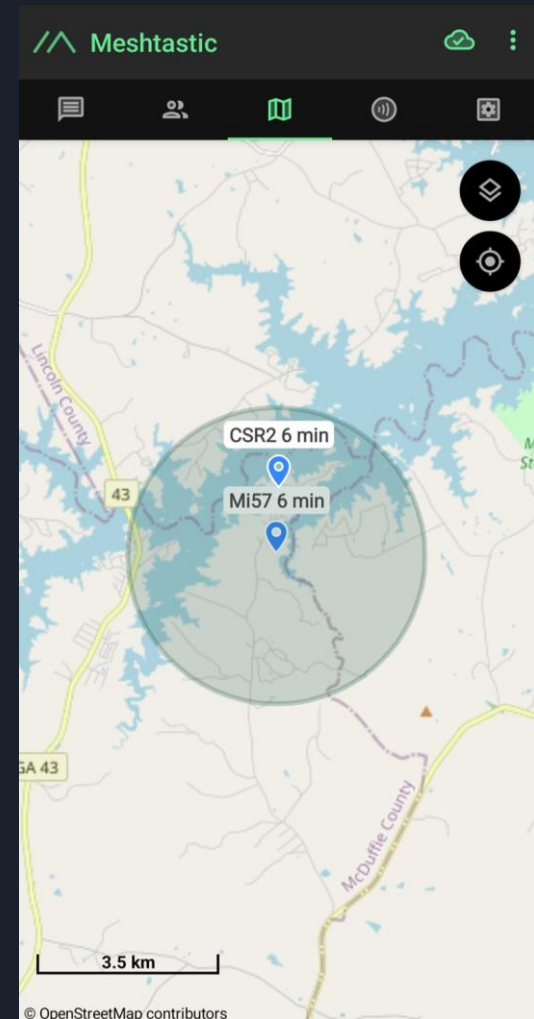 Meshtastic
Lincoln County
CSR2 6 min
43
Mi57 6 min
GA 43
McDuffie County
3.5 km
© OpenStreetMap contributors